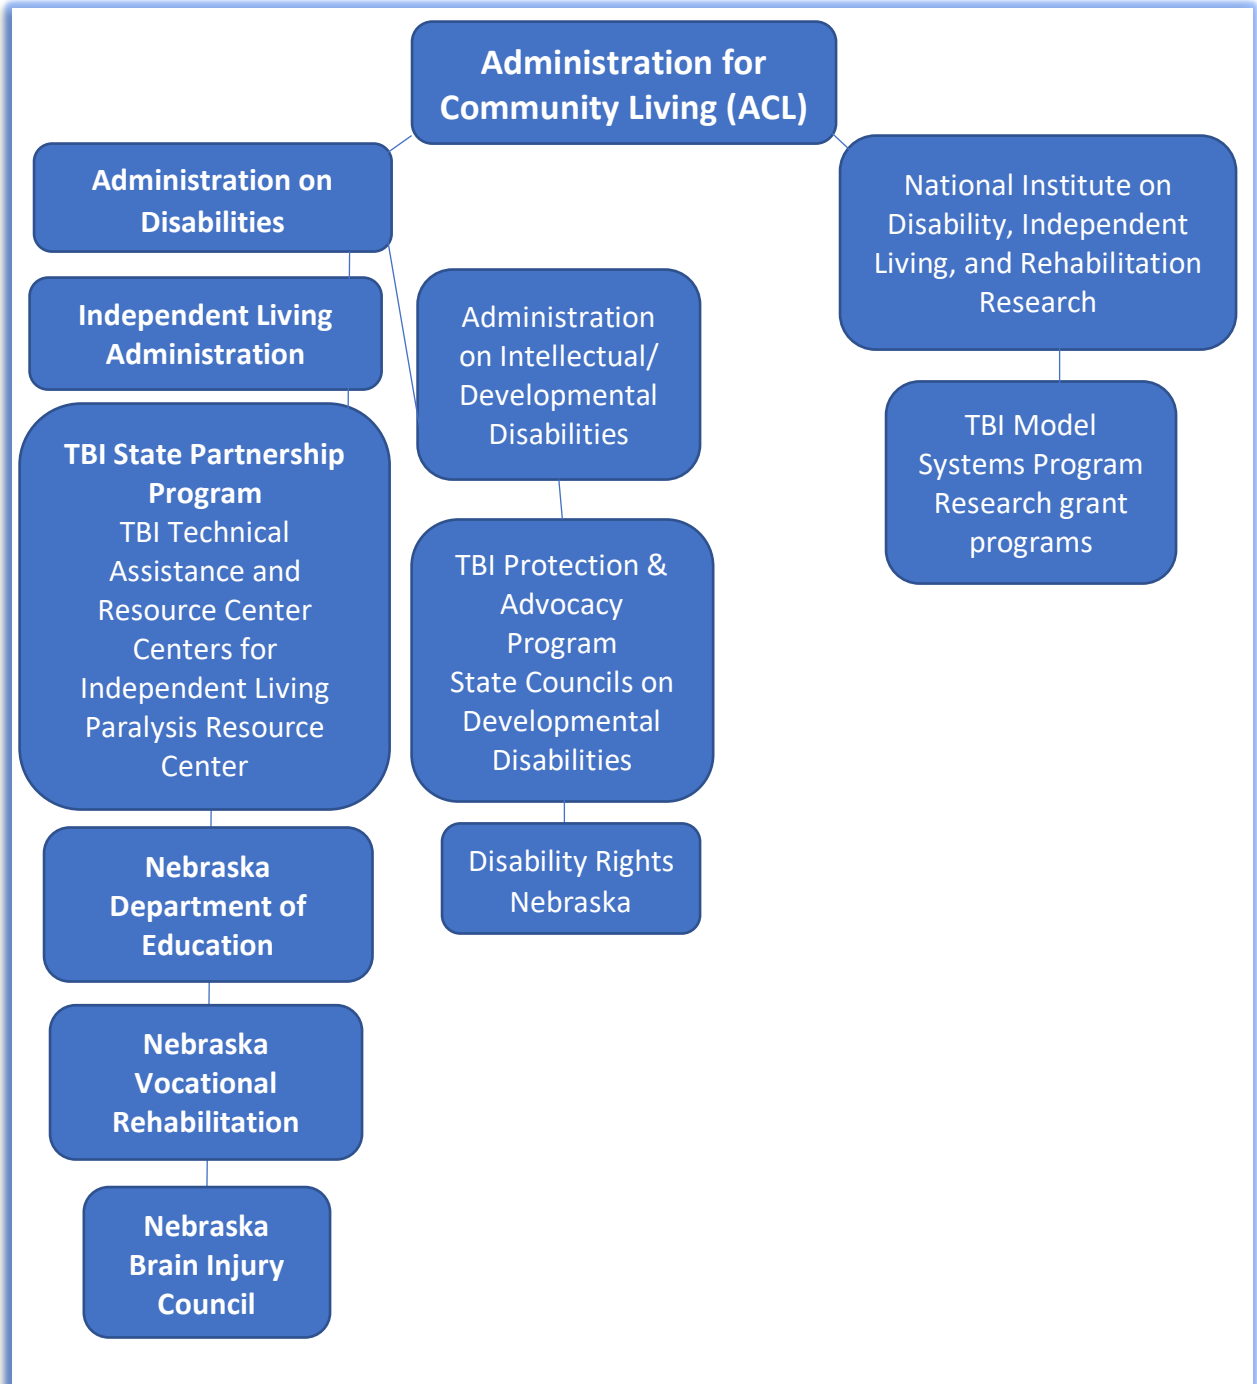 Administration for
Community Living (ACL)
Administration on
Disabilities
National Institute on
Disability, Independent
Living, and Rehabilitation
Research
Independent Living
Administration
Administration
on Intellectual/
Developmental
Disabilities
TBI Model
Systems Program
Research grant
programs
TBI State Partnership
Program
TBI Technical
Assistance and
Resource Center
Centers for
Independent Living
Paralysis Resource
Center
TBI Protection &
Advocacy
Program
State Councils on
Developmental
Disabilities
Nebraska
Department of
Education
Disability Rights
Nebraska
Nebraska
Vocational
Rehabilitation
Nebraska
Brain Injury
Council